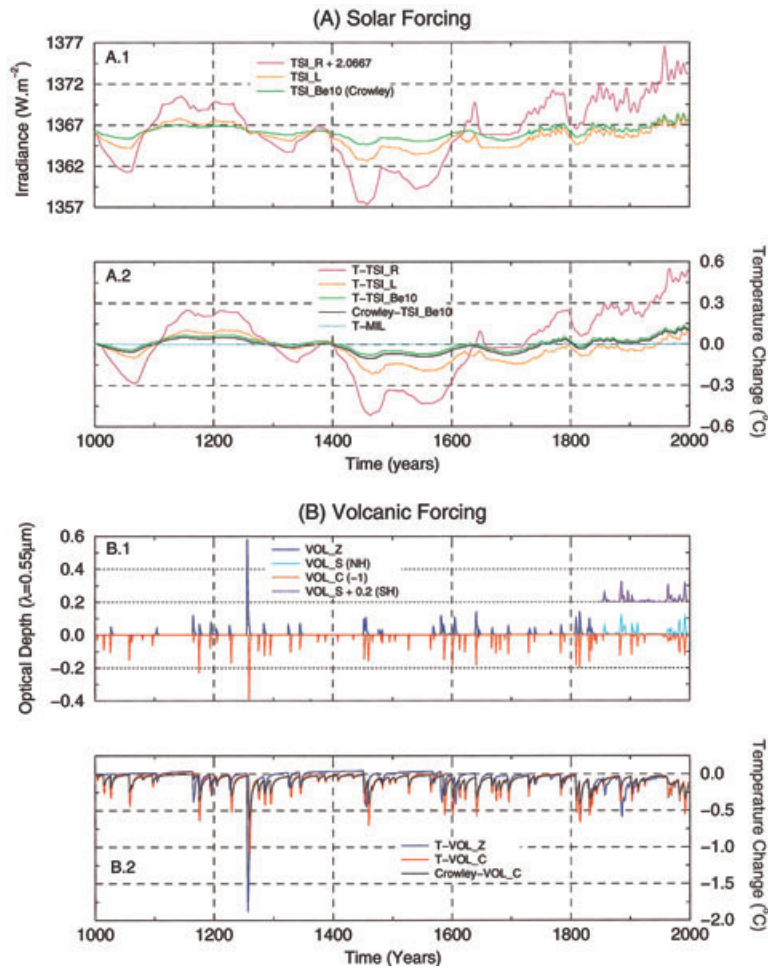 (A) Solar Forcing
A.1
TSI_R + 2.0667
TSI_L
TSI_Be10 (Crowley)
Irradiance (W.m⁻²)
1377
1372
1367
1362
1357
A.2
T-TSI_R
T-TSI_L
T-TSI_Be10
Crowley-TSI_Be10
T-MIL
Temperature Change (°C)
0.6
0.3
0.0
-0.3
-0.6
1000 1200 1400 1600 1800 2000
Time (years)
(B) Volcanic Forcing
B.1
VOL_Z
VOL_S (NH)
VOL_C (-1)
VOL_S + 0.2 (SH)
Optical Depth (λ=0.55μm)
0.6
0.4
0.2
0.0
-0.2
-0.4
B.2
T-VOL_Z
T-VOL_C
Crowley-VOL_C
Temperature Change (°C)
0.0
-0.5
-1.0
-1.5
-2.0
1000 1200 1400 1600 1800 2000
Time (Years)